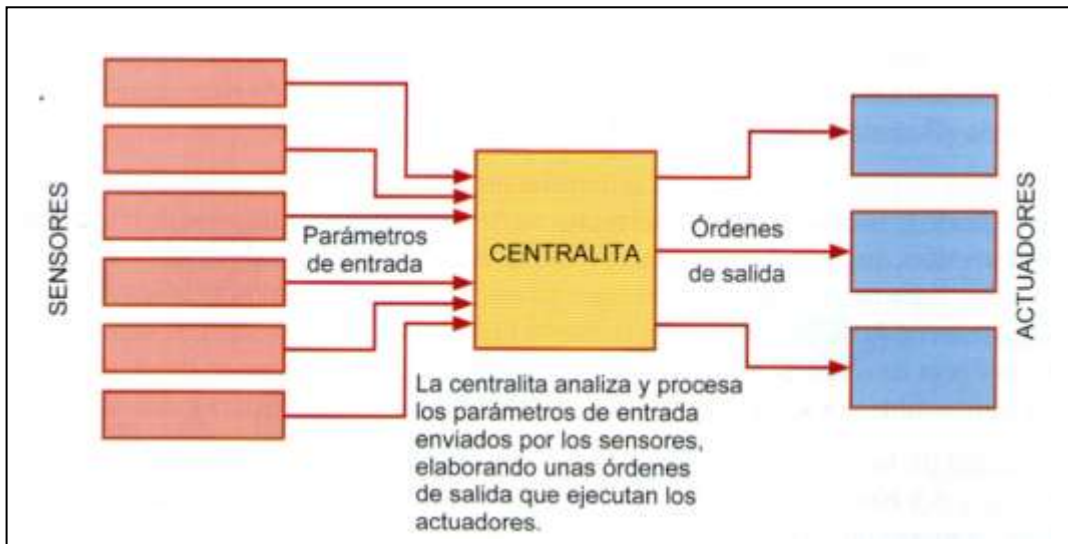 SENSORES
Parámetros
de entrada
CENTRALITA
Órdenes
de salida
ACTUADORES
La centralita analiza y procesa
los parámetros de entrada
enviados por los sensores,
elaborando unas órdenes
de salida que ejecutan los
actuadores.